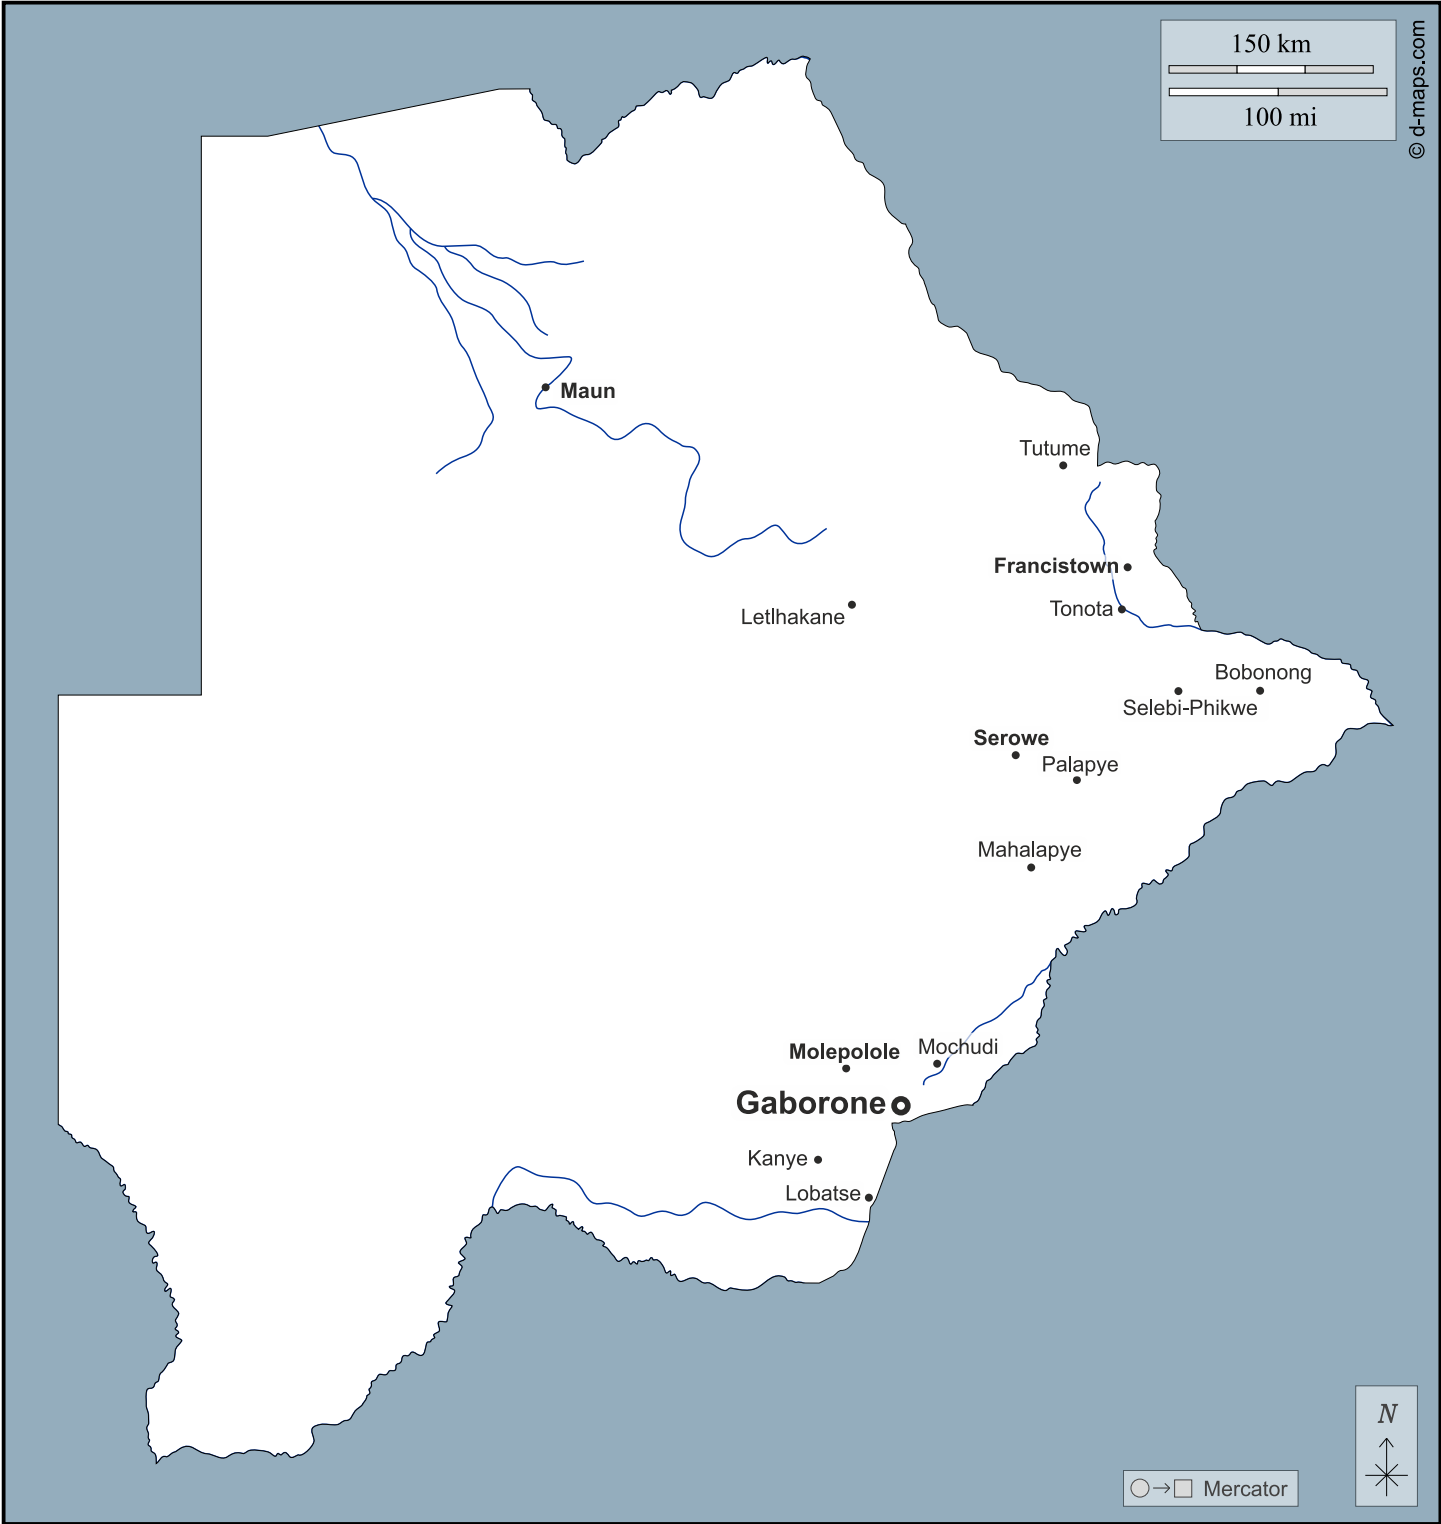 150 km
100 mi
© d-maps.com
Maun
Tutume
Francistown
Letlhakane
Tonota
Bobonong
Selebi-Phikwe
Serowe
Palapye
Mahalapye
Molepolole
Mochudi
Gaborone
Kanye
Lobatse
N
Mercator